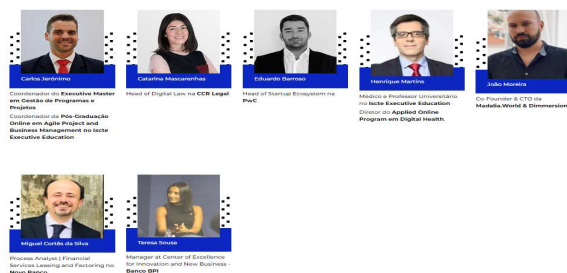 Carlos Jerónimo
Coordenador do Executive Master
em Gestão de Programas e
Projetos
Coordenador da Pós-Graduação
Online em Agile Project and
Business Management no Iscte
Executive Education
Catarina Mascarenhas
Head of Digital Law na CCR Legal
Eduardo Barroso
Head of Startup Ecosystem na
PwC
Henrique Martins
Médico e Professor Universitário
no Iscte Executive Education
Diretor do Applied Online
Program em Digital Health.
João Moreira
Co-Founder & CTO da
Madalia.World & Dimmersions
Miguel Cortês da Silva
Process Analyst | Financial
Services Leasing and Factoring no
Novo Banco
Teresa Sousa
Manager at Center of Excellence
for Innovation and New Business -
Banco BPI